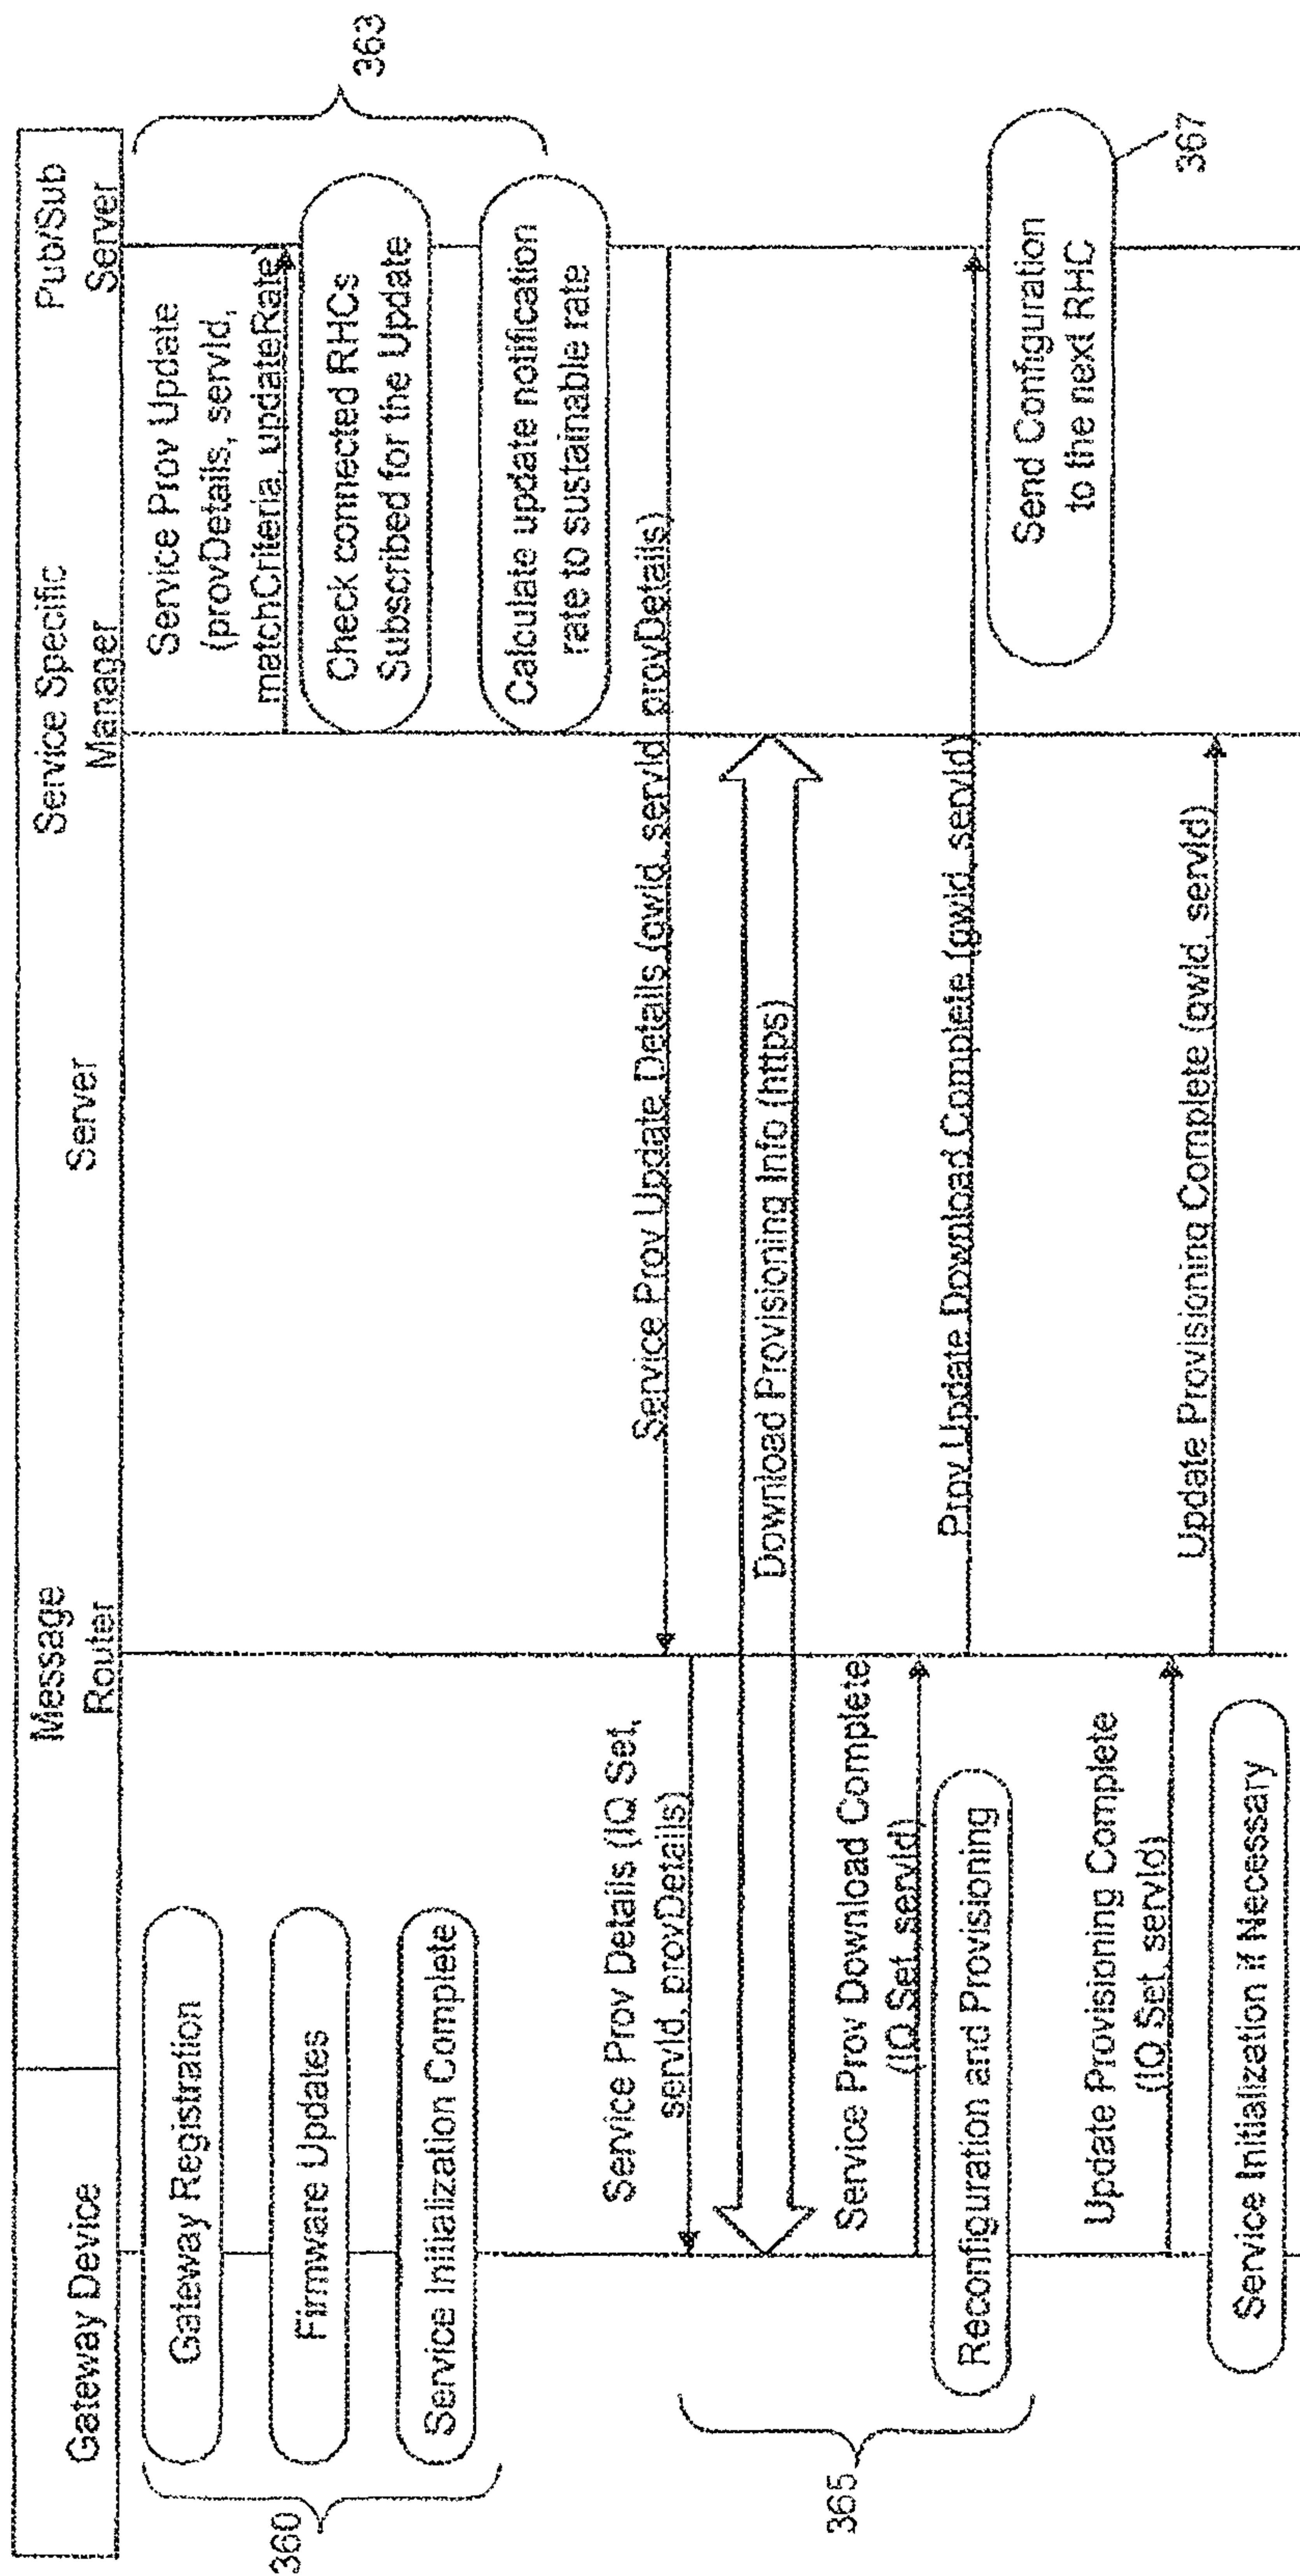 Gateway Device
Message
Router
Server
Service Specific
Manager
Pub/Sub
Server
Gateway Registration
Firmware Updates
Service Initialization Complete
360
Service Prov Update
(provDetails, servId,
matchCriteria, updateRate)
Check connected RHCs
Subscribed for the Update
Calculate update notification
rate to sustainable rate
363
Service Prov Update Details (gwId, servId, provDetails)
Service Prov Details (IQ Set,
servId, provDetails)
Download Provisioning Info (https)
Service Prov Download Complete
(IQ Set, servId)
Prov Update Download Complete (gwId, servId)
Reconfiguration and Provisioning
365
Send Configuration
to the next RHC
367
Update Provisioning Complete
(IQ Set, servId)
Update Provisioning Complete (gwId, servId)
Service Initialization if Necessary